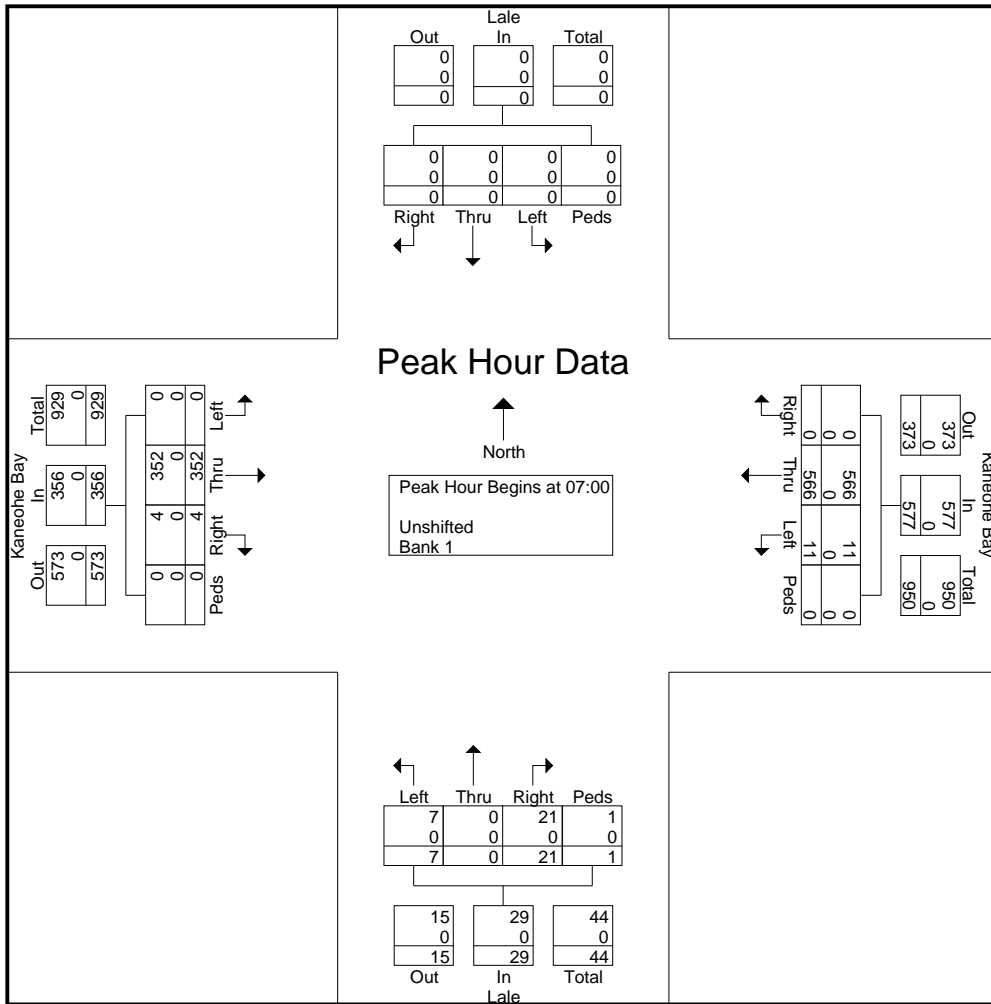 Lale
Out In Total
0 0 0
0 0 0
0 0 0
0 0 0 0
0 0 0 0
0 0 0 0
Right Thru Left Peds
Peak Hour Data
North
Peak Hour Begins at 07:00
Unshifted
Bank 1
Kaneohe Bay
Out In Total
573 356 929
0 0 0
573 356 929
Peds Right Thru Left
0 4 352 0
0 0 0 0
0 4 352 0
Kaneohe Bay
Out In Total
373 577 950
0 0 0
373 577 950
0 566 11 0
0 0 0 0
0 566 11 0
Right Thru Left Peds
Left Thru Right Peds
7 0 21 1
0 0 0 0
7 0 21 1
15 29 44
0 0 0
15 29 44
Out In Total
Lale